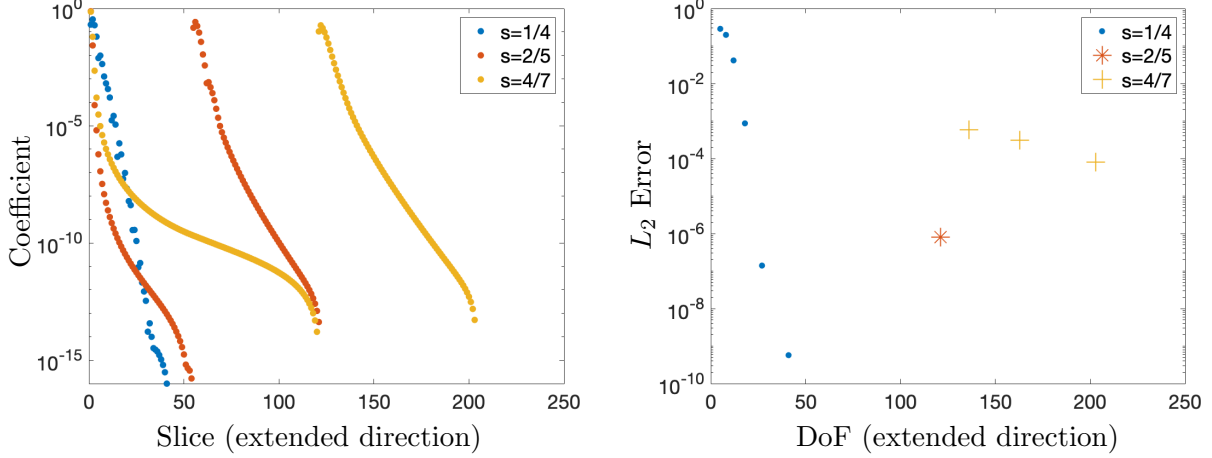 10^0
10^-5
10^-10
10^-15
Coefficient
0 50 100 150 200 250
Slice (extended direction)
s=1/4
s=2/5
s=4/7
10^0
10^-2
10^-4
10^-6
10^-8
10^-10
L_2 Error
0 50 100 150 200 250
DoF (extended direction)
s=1/4
s=2/5
s=4/7